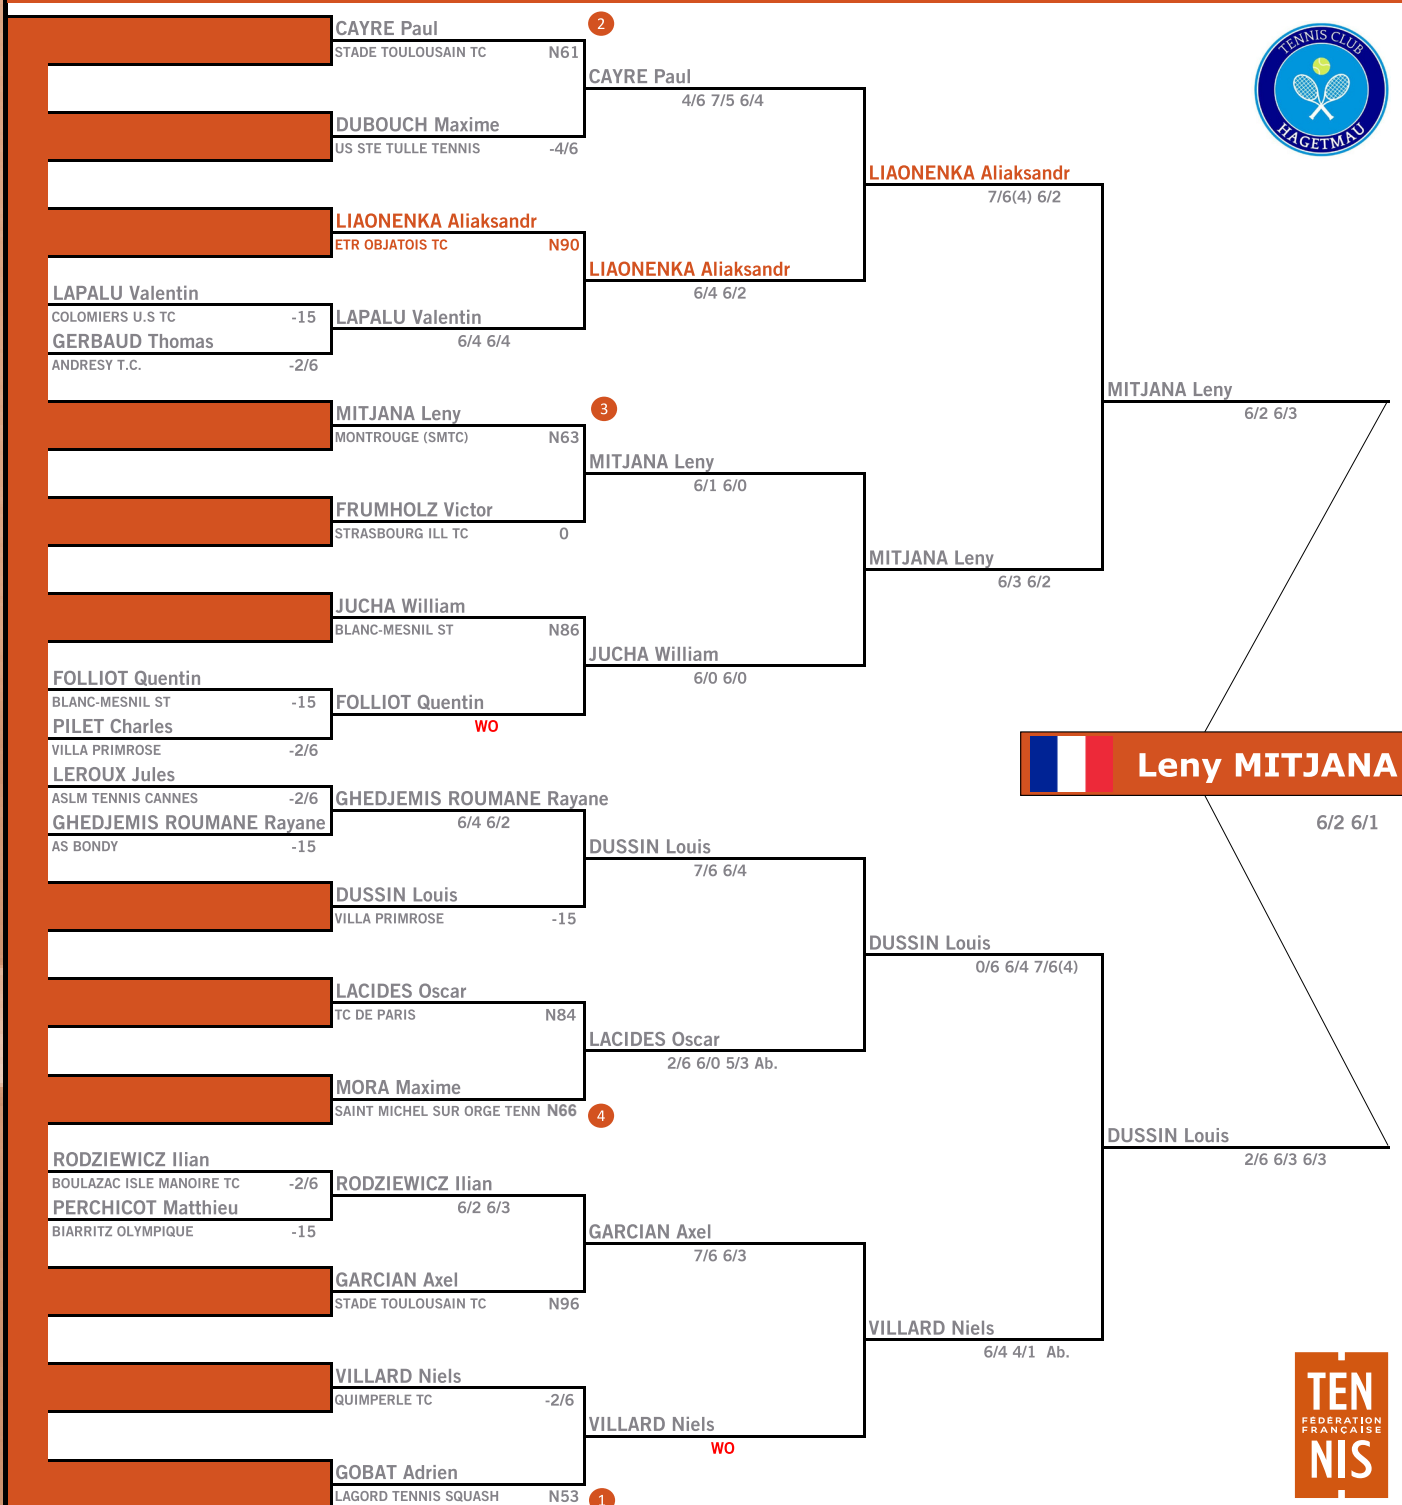 CAYRE Paul
2
STADE TOULOUSAIN TC N61
CAYRE Paul
4/6 7/5 6/4
DUBOUCH Maxime
US STE TULLE TENNIS -4/6
TENNIS CLUB
HAGETMAU
LIAONENKA Aliaksandr
7/6(4) 6/2
LIAONENKA Aliaksandr
ETR OBJATOIS TC N90
LIAONENKA Aliaksandr
6/4 6/2
LAPALU Valentin
COLOMIERS U.S TC -15
LAPALU Valentin
6/4 6/4
GERBAUD Thomas
ANDRESY T.C. -2/6
MITJANA Leny
6/2 6/3
MITJANA Leny
3
MONTROUGE (SMTC) N63
MITJANA Leny
6/1 6/0
FRUMHOLZ Victor
STRASBOURG ILL TC 0
MITJANA Leny
6/3 6/2
JUCHA William
BLANC-MESNIL ST N86
JUCHA William
6/0 6/0
FOLLIOT Quentin
BLANC-MESNIL ST -15
FOLLIOT Quentin
WO
PILET Charles
VILLA PRIMROSE -2/6
Leny MITJANA
6/2 6/1
LEROUX Jules
ASLM TENNIS CANNES -2/6
GHEDJEMIS ROUMANE Rayane
6/4 6/2
GHEDJEMIS ROUMANE Rayane
AS BONDY -15
DUSSIN Louis
7/6 6/4
DUSSIN Louis
VILLA PRIMROSE -15
DUSSIN Louis
0/6 6/4 7/6(4)
LACIDES Oscar
TC DE PARIS N84
LACIDES Oscar
2/6 6/0 5/3 Ab.
MORA Maxime
SAINT MICHEL SUR ORGE TENN N66
4
DUSSIN Louis
2/6 6/3 6/3
RODZIEWICZ Ilian
BOULAZAC ISLE MANOIRE TC -2/6
RODZIEWICZ Ilian
6/2 6/3
PERCHICOT Matthieu
BIARRITZ OLYMPIQUE -15
GARCIAN Axel
7/6 6/3
GARCIAN Axel
STADE TOULOUSAIN TC N96
VILLARD Niels
6/4 4/1 Ab.
VILLARD Niels
QUIMPERLE TC -2/6
VILLARD Niels
WO
GOBAT Adrien
LAGORD TENNIS SQUASH N53
1
TEN
FÉDÉRATION
FRANÇAISE
NIS